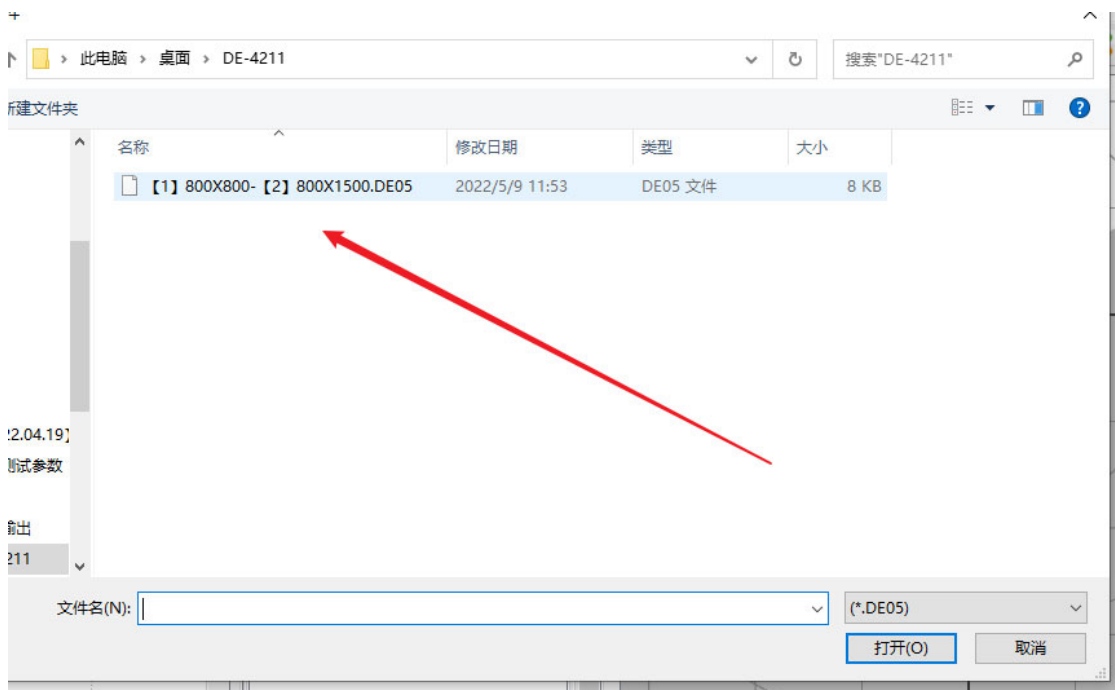 此电脑 › 桌面 › DE-4211
搜索"DE-4211"
新建文件夹
名称 修改日期 类型 大小
【1】800X800-【2】800X1500.DE05 2022/5/9 11:53 DE05 文件 8 KB
22.04.19】
测试参数
输出
211
文件名(N): (*.DE05)
打开(O) 取消